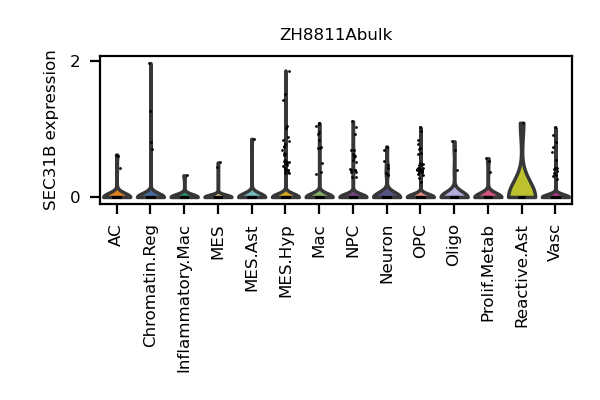 ZH8811Abulk
SEC31B expression
2
0
AC
Chromatin.Reg
Inflammatory.Mac
MES
MES.Ast
MES.Hyp
Mac
NPC
Neuron
OPC
Oligo
Prolif.Metab
Reactive.Ast
Vasc